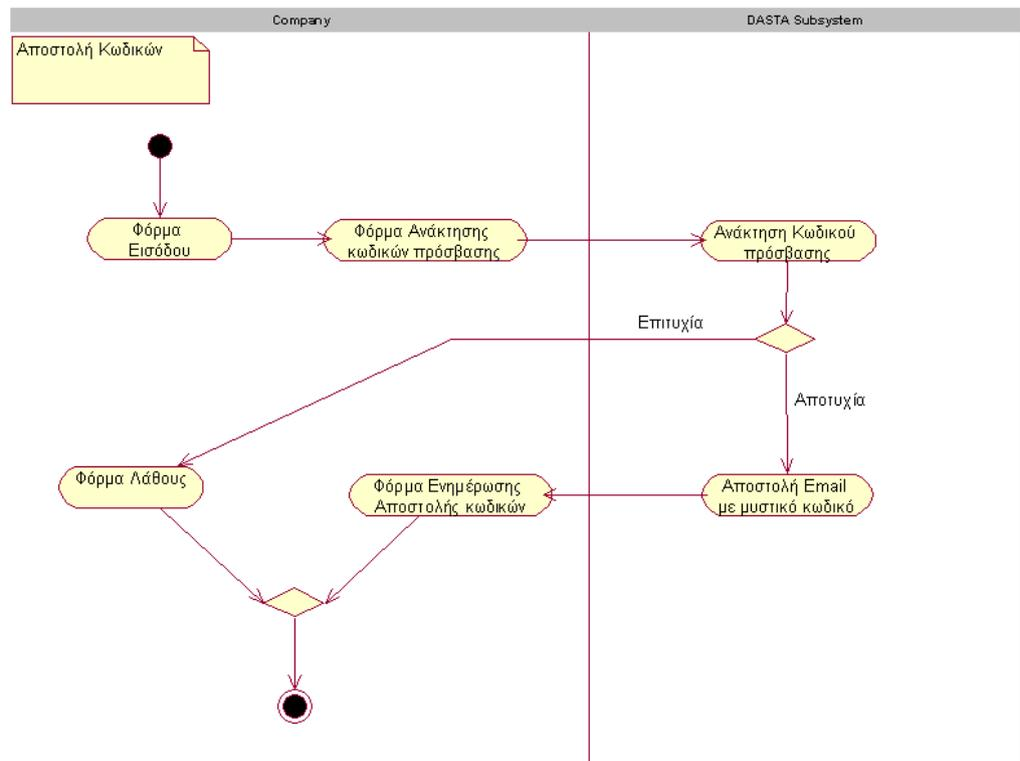 Company
DASTA Subsystem
Αποστολή Κωδικών
Φόρμα
Εισόδου
Φόρμα Ανάκτησης
κωδικών πρόσβασης
Ανάκτηση Κωδικού
πρόσβασης
Επιτυχία
Αποτυχία
Φόρμα Λάθους
Φόρμα Ενημέρωσης
Αποστολής κωδικών
Αποστολή Email
με μυστικό κωδικό